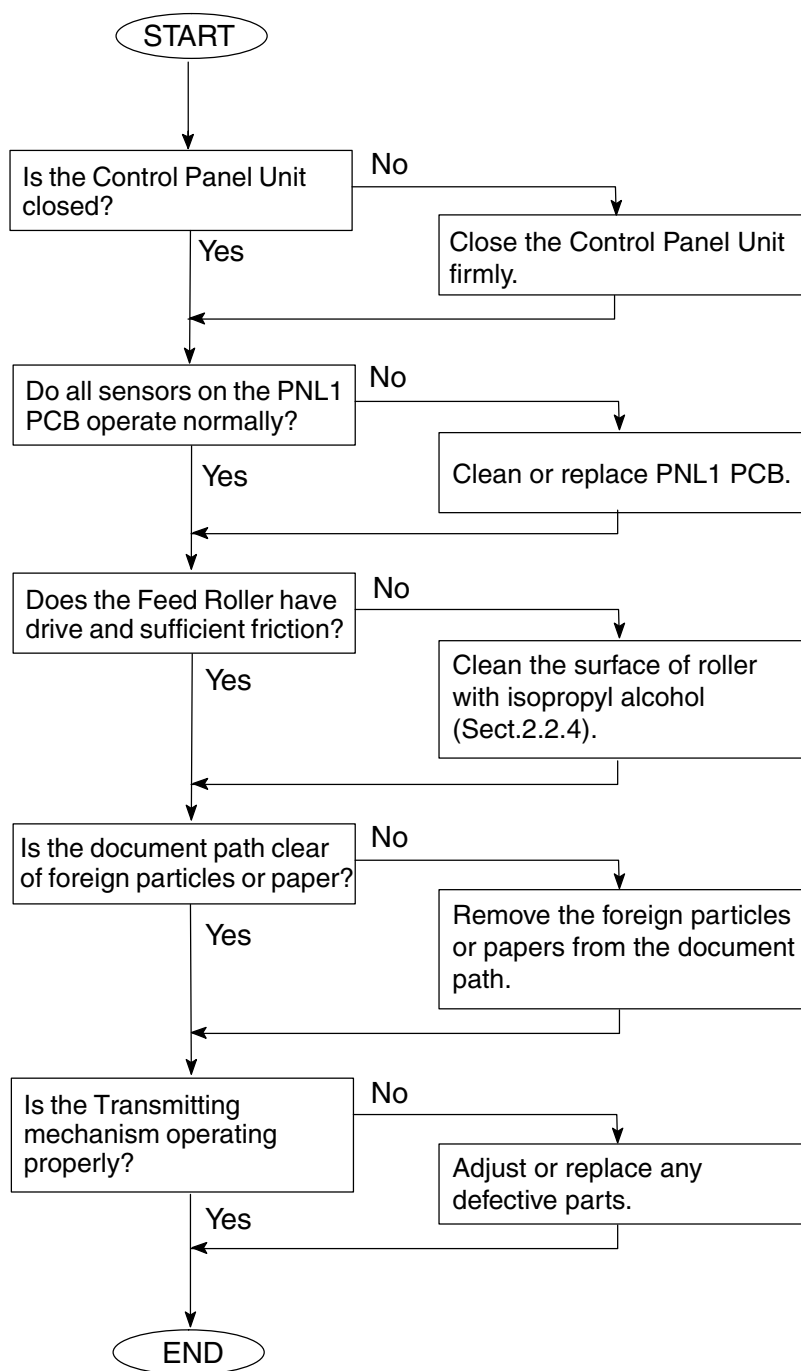 START
Is the Control Panel Unit
closed?
No
Close the Control Panel Unit
firmly.
Yes
Do all sensors on the PNL1
PCB operate normally?
No
Clean or replace PNL1 PCB.
Yes
Does the Feed Roller have
drive and sufficient friction?
No
Clean the surface of roller
with isopropyl alcohol
(Sect.2.2.4).
Yes
Is the document path clear
of foreign particles or paper?
No
Remove the foreign particles
or papers from the document
path.
Yes
Is the Transmitting
mechanism operating
properly?
No
Adjust or replace any
defective parts.
Yes
END